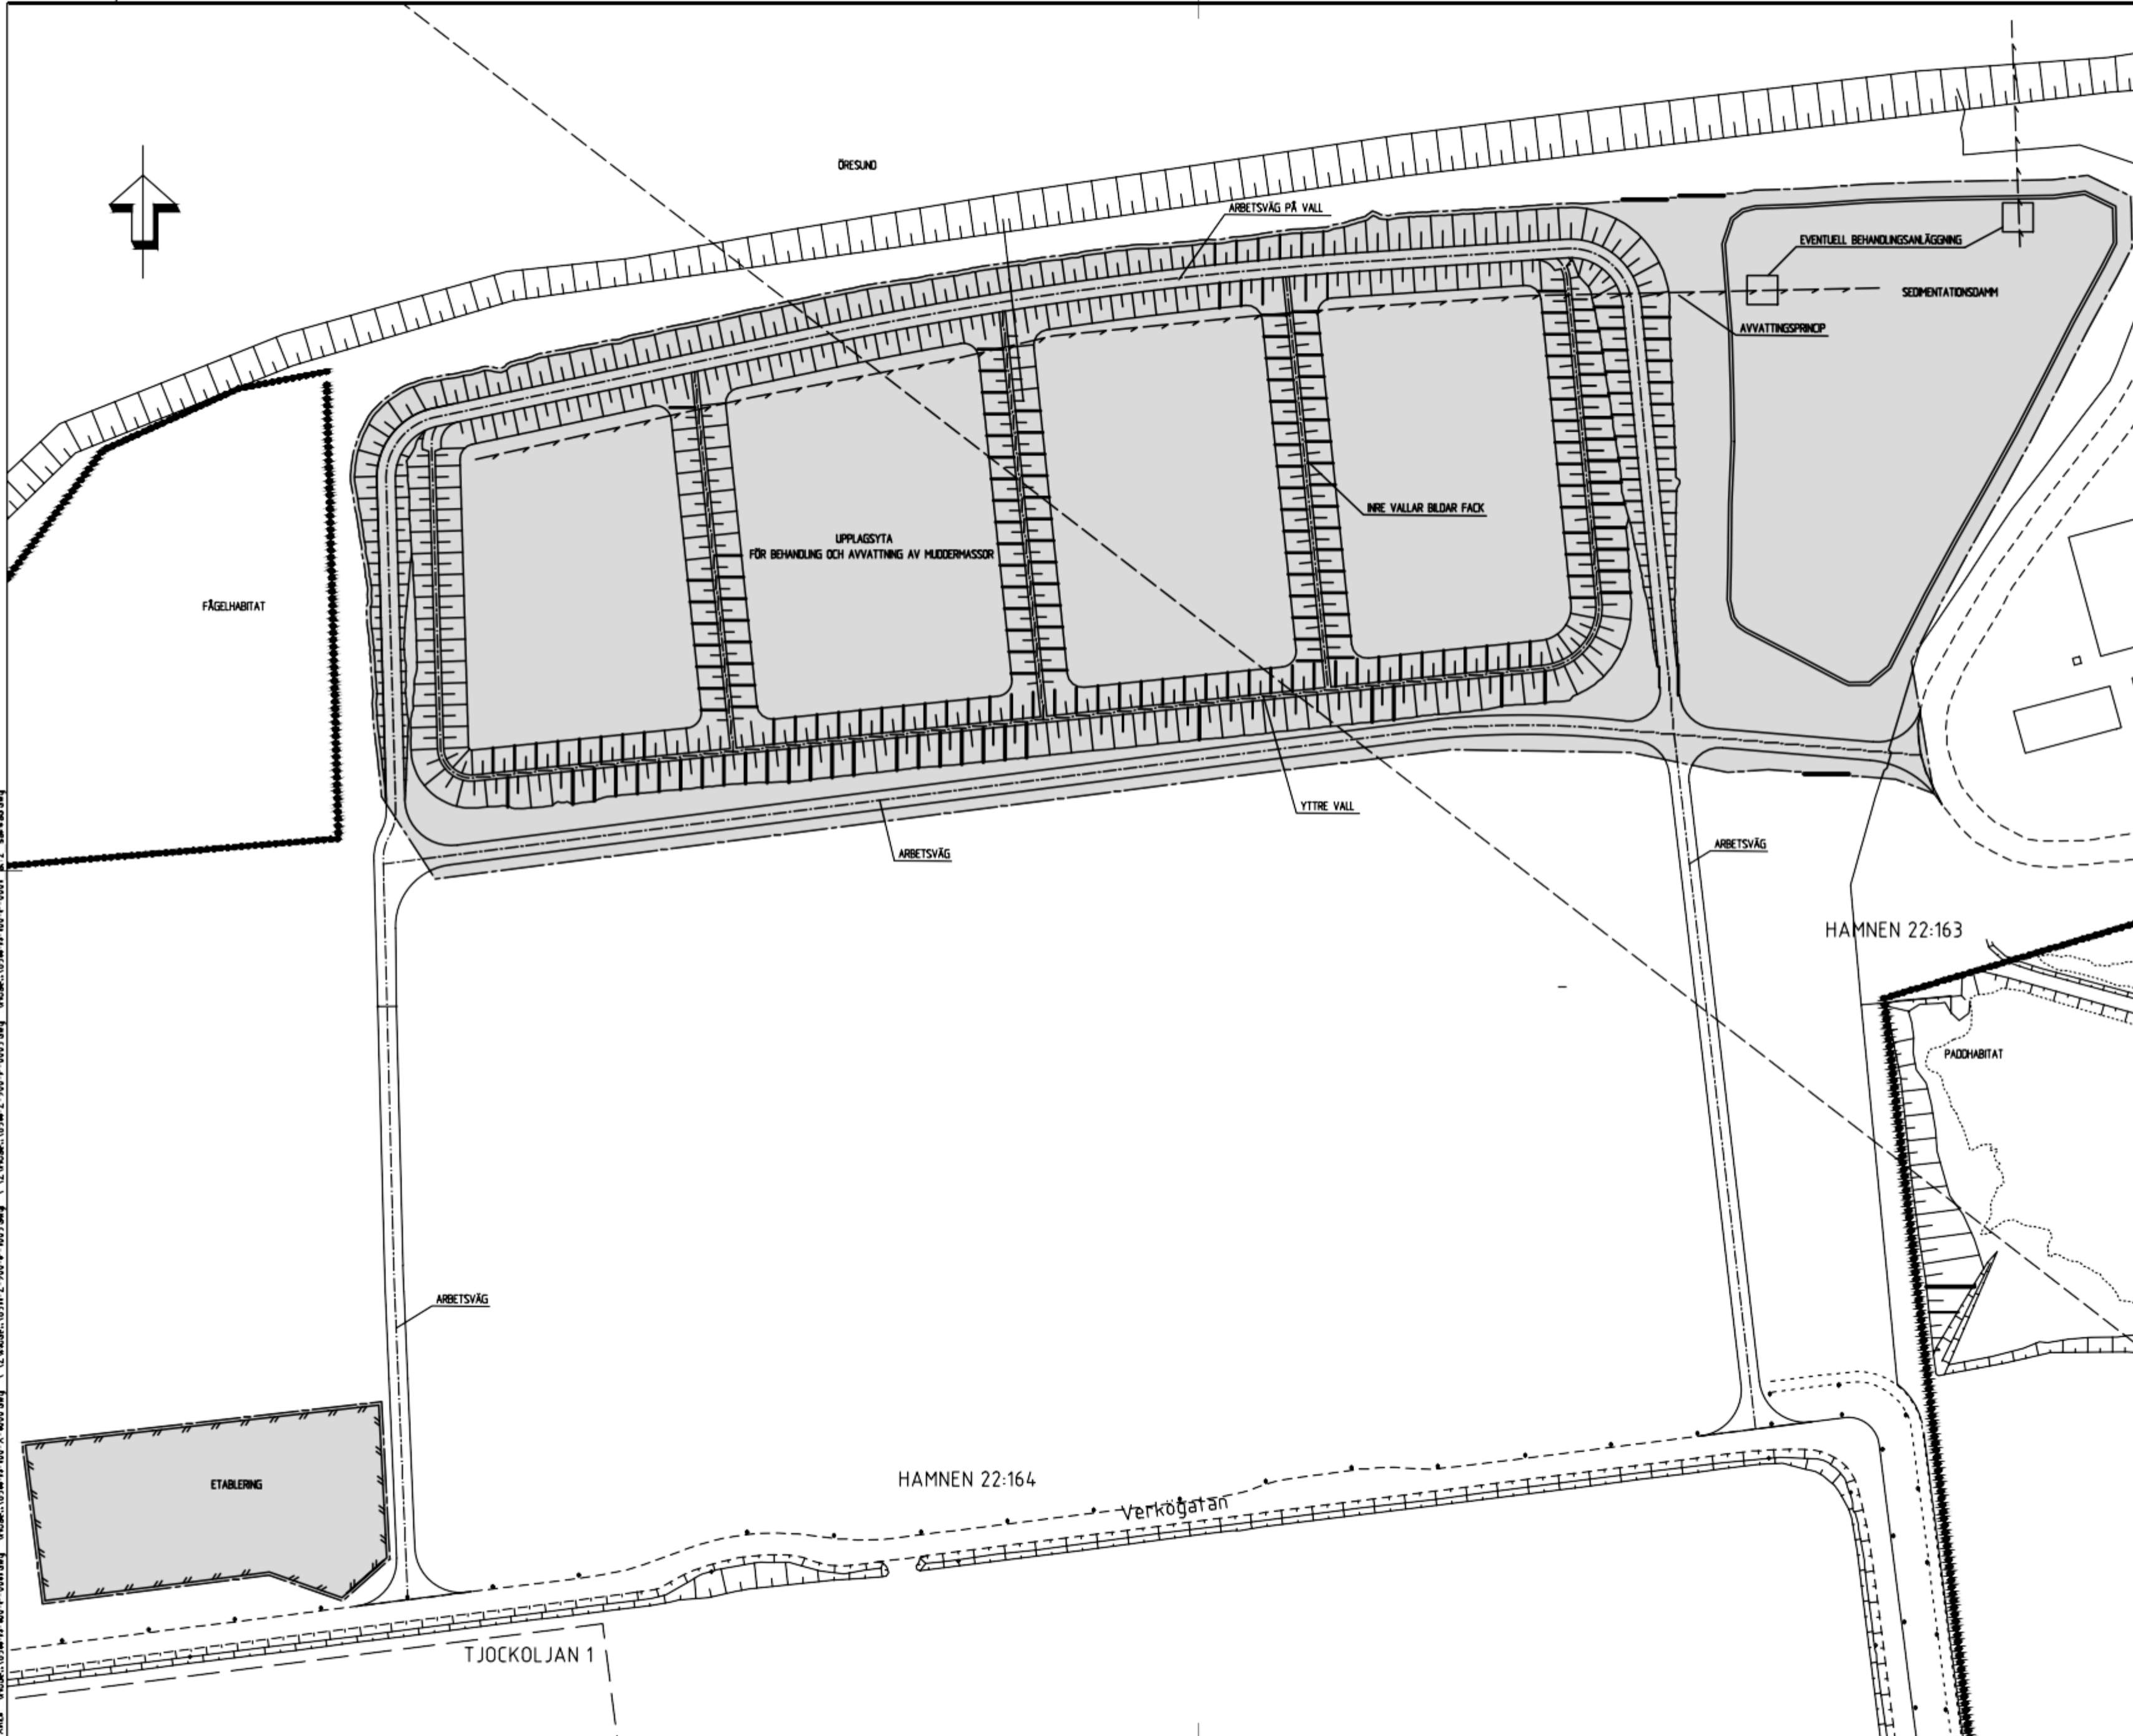 ÖRESUND
ARBETSVÄG PÅ VALL
EVENTUELL BEHANDLINGSANLÄGGNING
SEDIMENTATIONSDAMM
AVVATTINGSPRINCIP
INRE VALLAR BILDAR FACK
UPPLAGSYTA
FÖR BEHANDLING OCH AVVATTNING AV MUDDERMASSOR
FÅGELHABITAT
YTTRE VALL
ARBETSVÄG
ARBETSVÄG
HAMNEN 22:163
PADDHABITAT
ARBETSVÄG
HAMNEN 22:164
ETABLERING
Verkögatan
TJOCKOLJAN 1